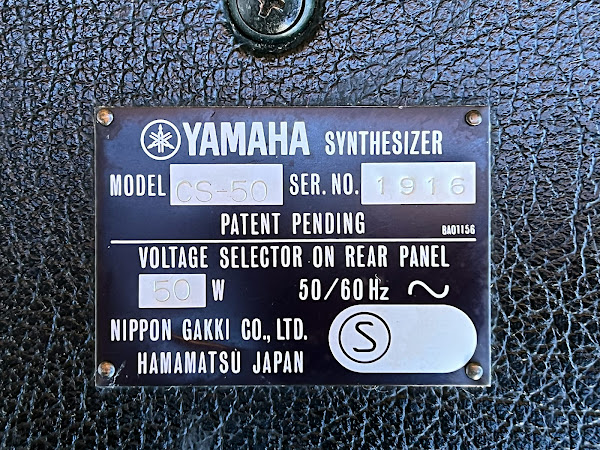 YAMAHA SYNTHESIZER
MODEL CS-50 SER. NO. 1916
PATENT PENDING BA01156
VOLTAGE SELECTOR ON REAR PANEL
50 W 50/60 Hz ~
NIPPON GAKKI CO., LTD.
HAMAMATSU JAPAN
S